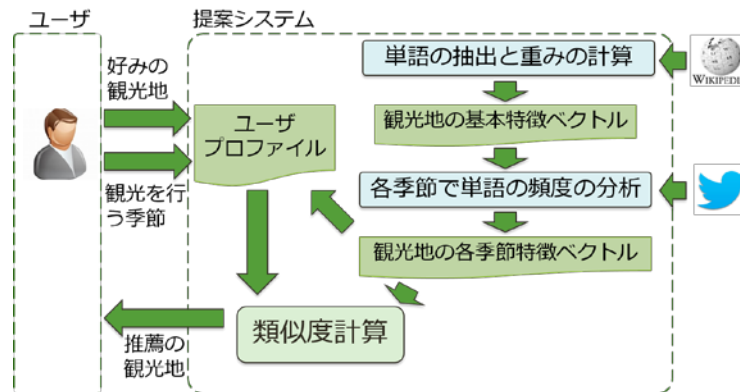 ユーザ
提案システム
好みの
観光地
観光を行
う季節
ユーザ
プロファイル
単語の抽出と重みの計算
WIKIPEDI
観光地の基本特徴ベクトル
各季節で単語の頻度の分析
観光地の各季節特徴ベクトル
類似度計算
推薦の
観光地